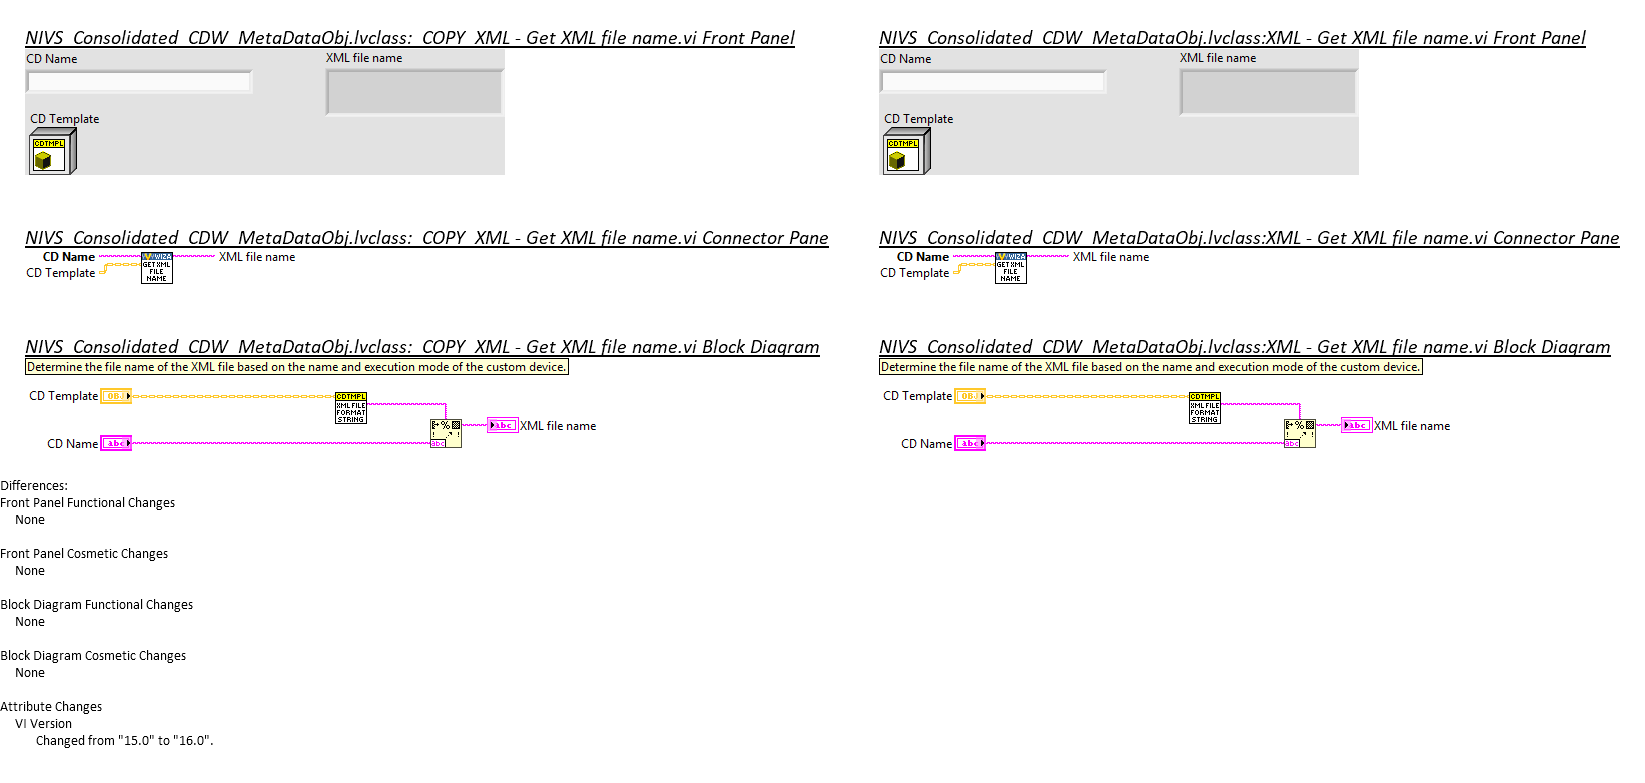 NIVS_Consolidated_CDW_MetaDataObj.lvclass:_COPY_XML - Get XML file name.vi Front Panel
CD Name
XML file name
CD Template
CDTMPL
NIVS_Consolidated_CDW_MetaDataObj.lvclass:XML - Get XML file name.vi Front Panel
CD Name
XML file name
CD Template
CDTMPL
NIVS_Consolidated_CDW_MetaDataObj.lvclass:_COPY_XML - Get XML file name.vi Connector Pane
CD Name
CD Template
GET XML
FILE
NAME
XML file name
NIVS_Consolidated_CDW_MetaDataObj.lvclass:XML - Get XML file name.vi Connector Pane
CD Name
CD Template
GET XML
FILE
NAME
XML file name
NIVS_Consolidated_CDW_MetaDataObj.lvclass:_COPY_XML - Get XML file name.vi Block Diagram
Determine the file name of the XML file based on the name and execution mode of the custom device.
CD Template OBJ
CDTMPL
XML FILE
FORMAT
STRING
CD Name abc
%
abc
abc XML file name
NIVS_Consolidated_CDW_MetaDataObj.lvclass:XML - Get XML file name.vi Block Diagram
Determine the file name of the XML file based on the name and execution mode of the custom device.
CD Template OBJ
CDTMPL
XML FILE
FORMAT
STRING
CD Name abc
%
abc
abc XML file name
Differences:
Front Panel Functional Changes
None
Front Panel Cosmetic Changes
None
Block Diagram Functional Changes
None
Block Diagram Cosmetic Changes
None
Attribute Changes
VI Version
Changed from "15.0" to "16.0".